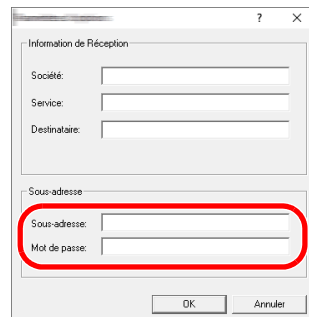 ?
Information de Réception
Société:
Service:
Destinataire:
Sous-adresse
Sous-adresse:
Mot de passe:
OK Annuler